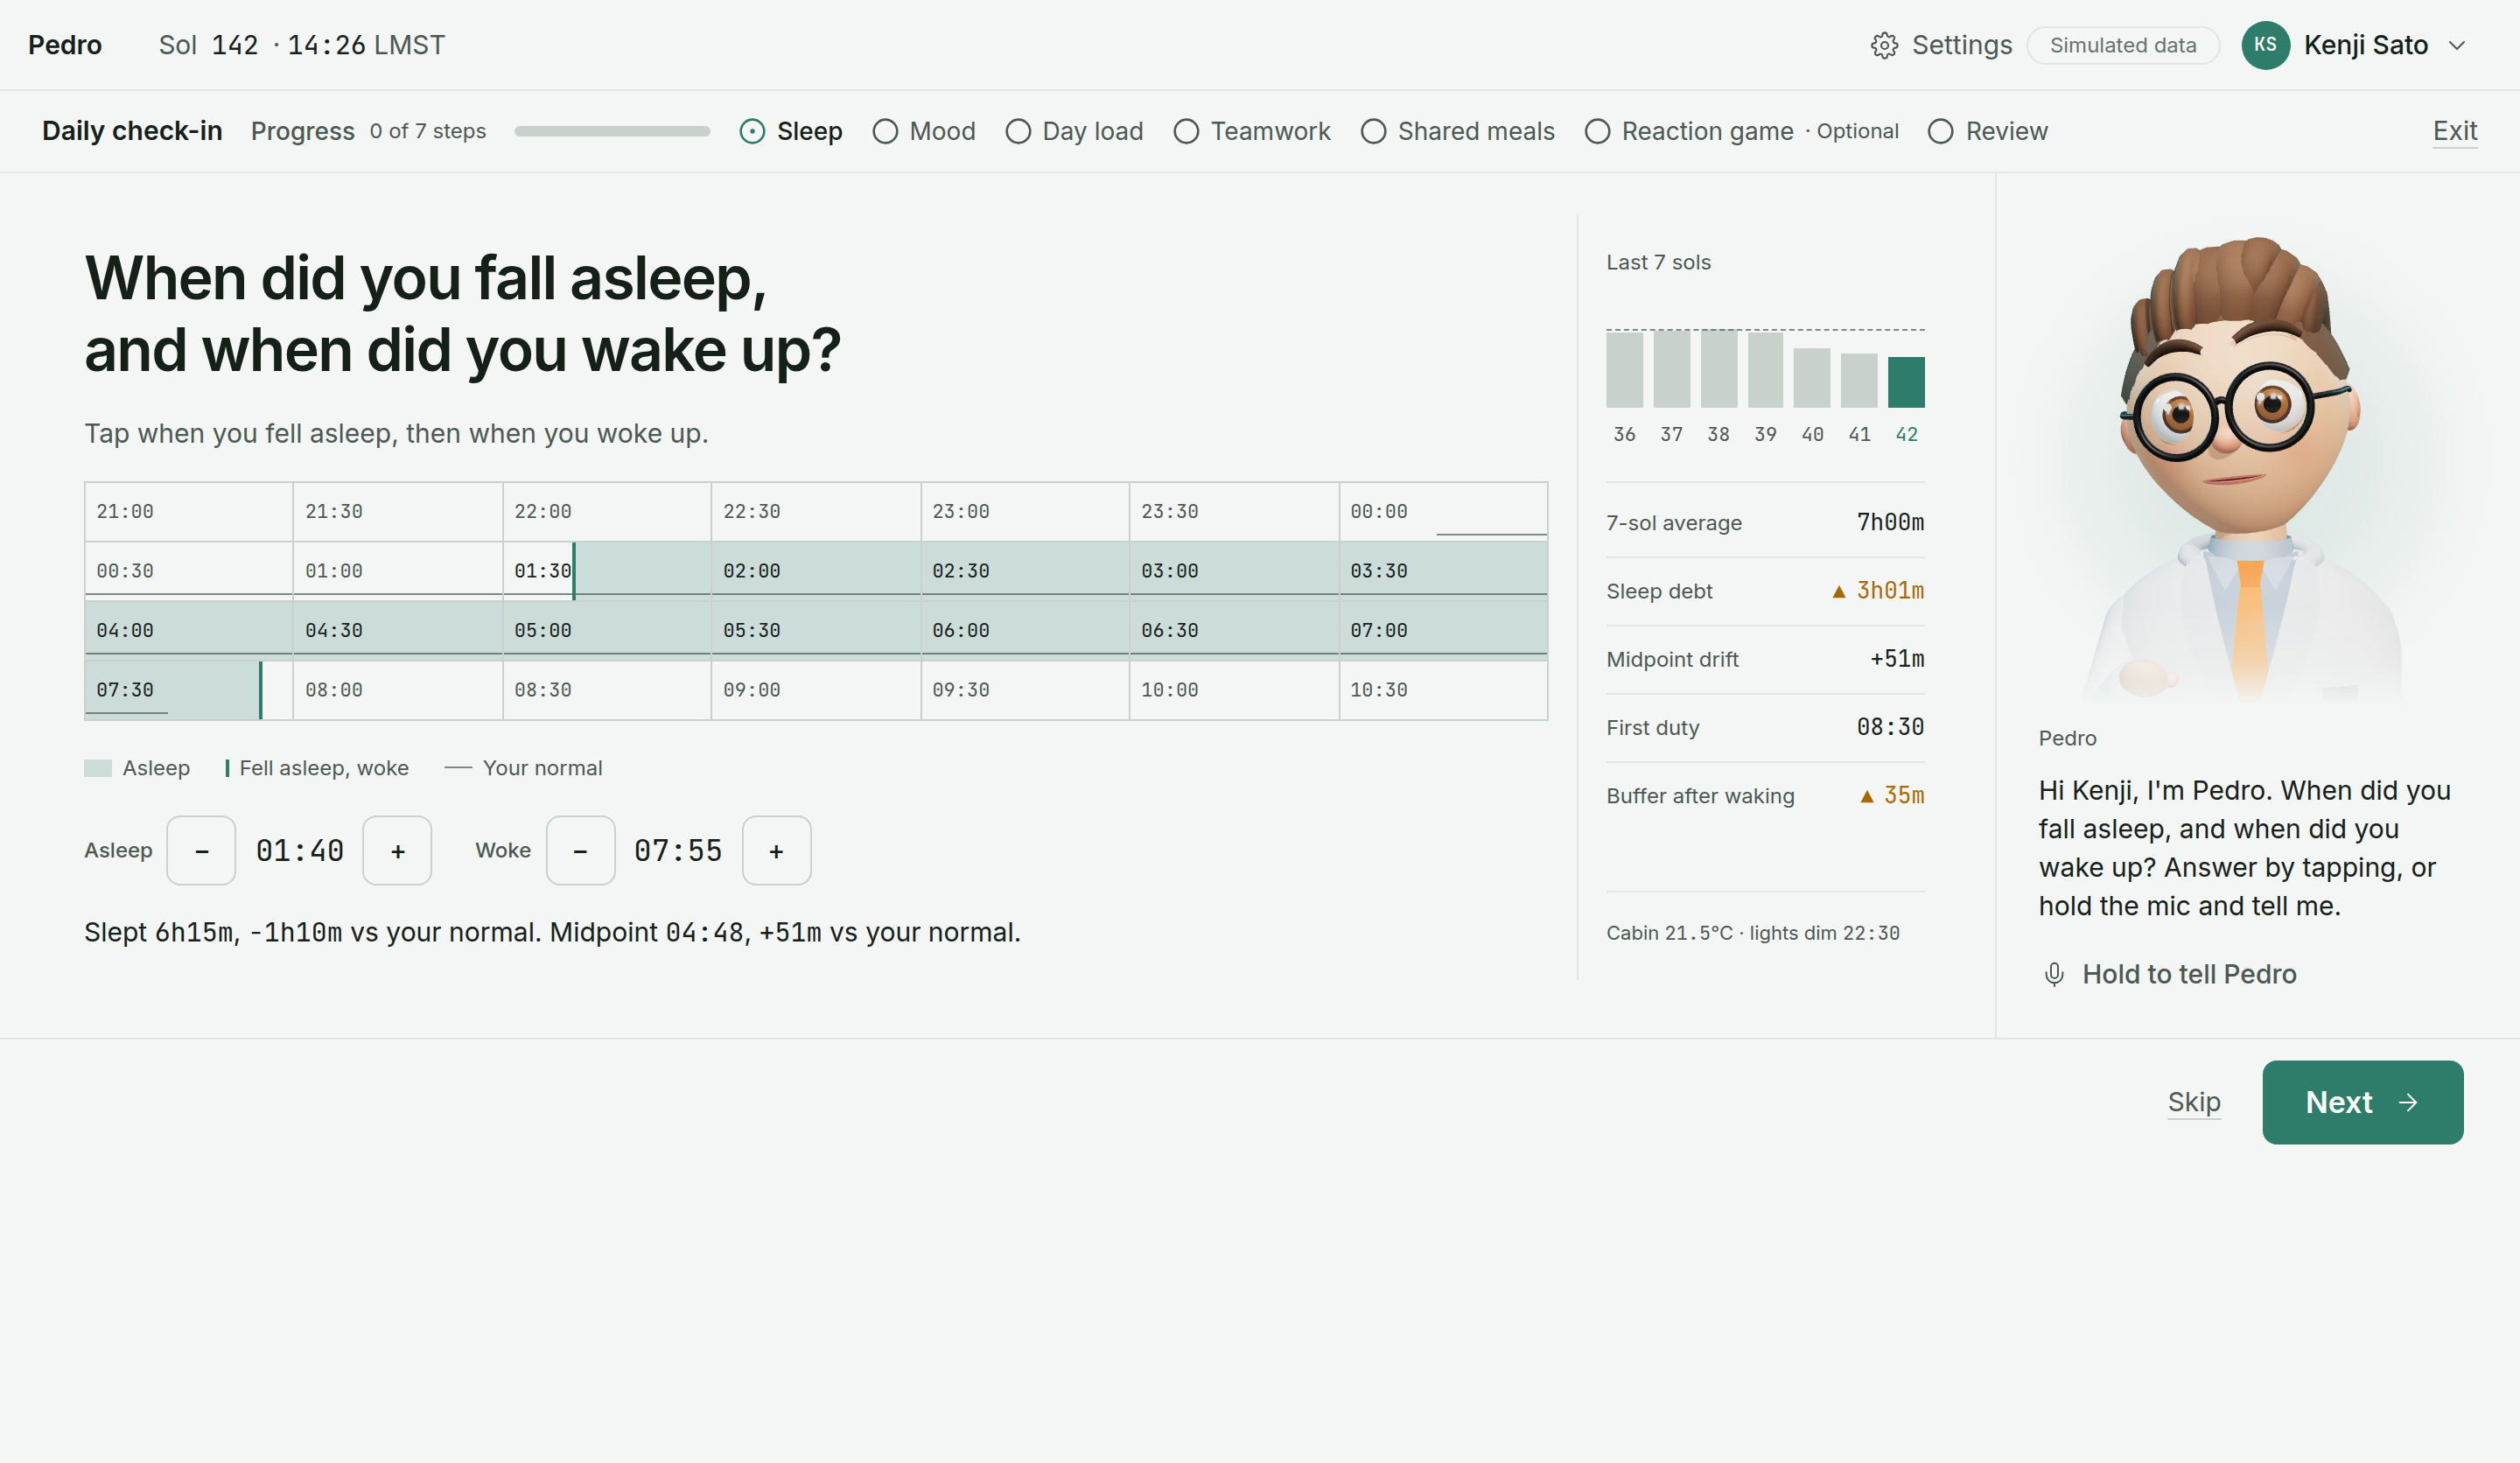 Pedro
Sol 142 · 14:26 LMST
Settings
Simulated data
KS
Kenji Sato
Daily check-in
Progress 0 of 7 steps
Sleep
Mood
Day load
Teamwork
Shared meals
Reaction game · Optional
Review
Exit
When did you fall asleep,
and when did you wake up?
Tap when you fell asleep, then when you woke up.
21:00 21:30 22:00 22:30 23:00 23:30 00:00
00:30 01:00 01:30 02:00 02:30 03:00 03:30
04:00 04:30 05:00 05:30 06:00 06:30 07:00
07:30 08:00 08:30 09:00 09:30 10:00 10:30
Asleep
Fell asleep, woke
Your normal
Asleep − 01:40 +
Woke − 07:55 +
Slept 6h15m, -1h10m vs your normal. Midpoint 04:48, +51m vs your normal.
Last 7 sols
36 37 38 39 40 41 42
7-sol average 7h00m
Sleep debt ▲ 3h01m
Midpoint drift +51m
First duty 08:30
Buffer after waking ▲ 35m
Cabin 21.5°C · lights dim 22:30
Pedro
Hi Kenji, I'm Pedro. When did you
fall asleep, and when did you
wake up? Answer by tapping, or
hold the mic and tell me.
Hold to tell Pedro
Skip
Next →